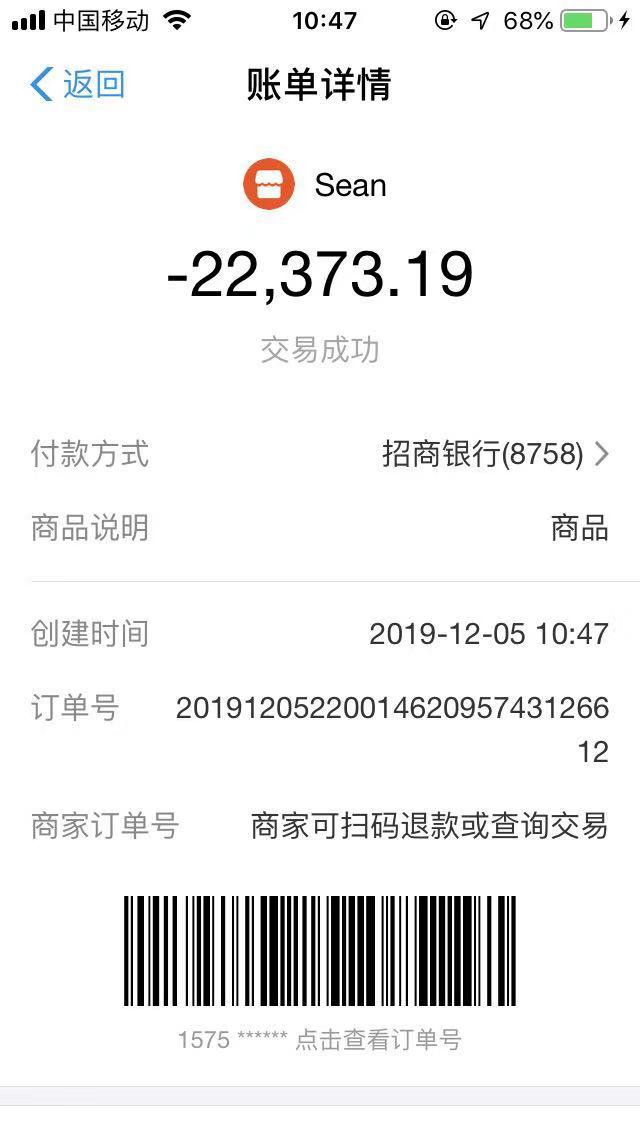 中国移动 10:47 68%
返回 账单详情
Sean
-22,373.19
交易成功
付款方式 招商银行(8758)
商品说明 商品
创建时间 2019-12-05 10:47
订单号 20191205220014620957431266
12
商家订单号 商家可扫码退款或查询交易
1575 ****** 点击查看订单号